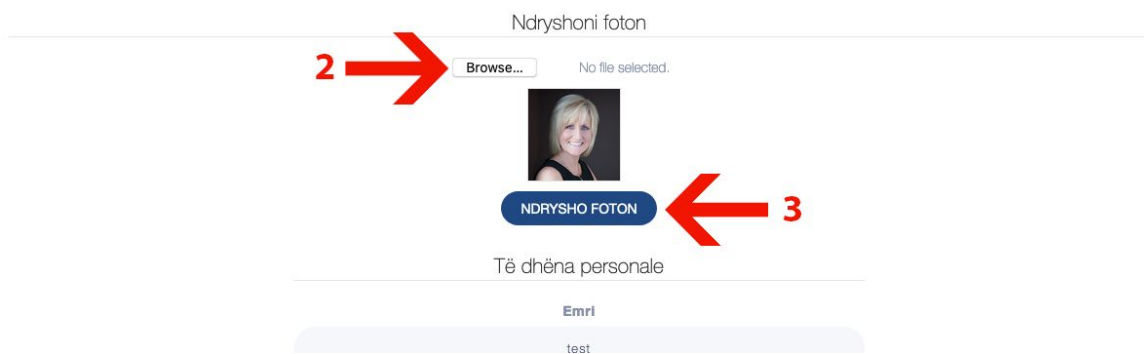 Ndryshoni foton
2 Browse... No file selected.
NDRYSHO FOTON 3
Të dhëna personale
Emri
test